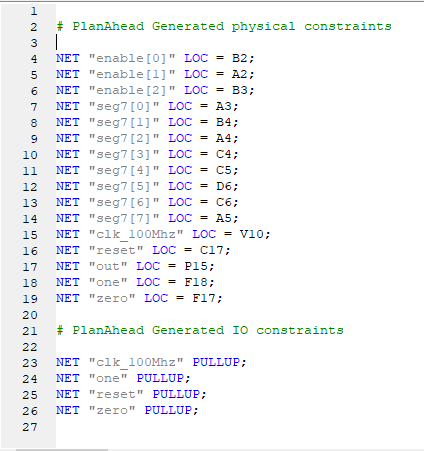 1
2 # PlanAhead Generated physical constraints
3
4 NET "enable[0]" LOC = B2;
5 NET "enable[1]" LOC = A2;
6 NET "enable[2]" LOC = B3;
7 NET "seg7[0]" LOC = A3;
8 NET "seg7[1]" LOC = B4;
9 NET "seg7[2]" LOC = A4;
10 NET "seg7[3]" LOC = C4;
11 NET "seg7[4]" LOC = C5;
12 NET "seg7[5]" LOC = D6;
13 NET "seg7[6]" LOC = C6;
14 NET "seg7[7]" LOC = A5;
15 NET "clk_100Mhz" LOC = V10;
16 NET "reset" LOC = C17;
17 NET "out" LOC = P15;
18 NET "one" LOC = F18;
19 NET "zero" LOC = F17;
20
21 # PlanAhead Generated IO constraints
22
23 NET "clk_100Mhz" PULLUP;
24 NET "one" PULLUP;
25 NET "reset" PULLUP;
26 NET "zero" PULLUP;
27